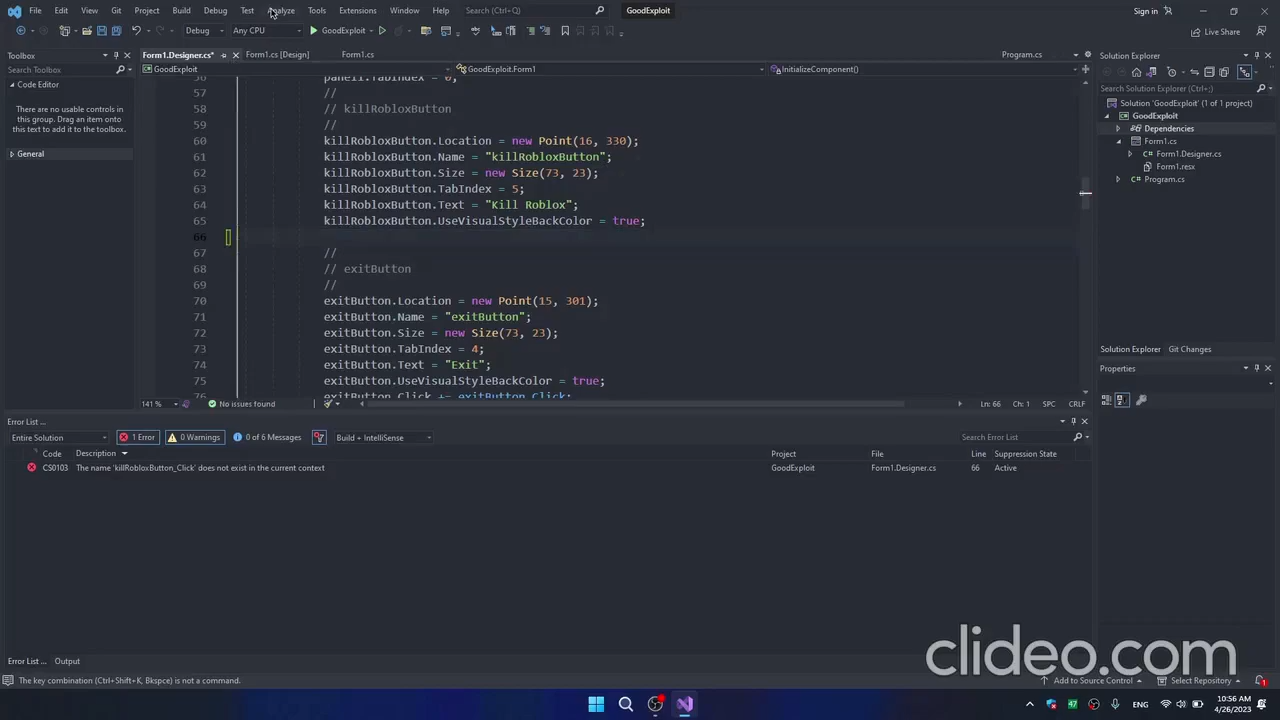 File Edit View Git Project Build Debug Test Analyze Tools Extensions Window Help Search (Ctrl+Q) GoodExploit Sign in
Debug Any CPU GoodExploit Live Share
Toolbox
Search Toolbox
Code Editor
There are no usable controls in
this group. Drag an item onto
this text to add it to the toolbox.
General
Form1.Designer.cs* Form1.cs [Design] Form1.cs Program.cs
GoodExploit GoodExploit.Form1 InitializeComponent()
56 panel1.TabIndex = 0;
57 //
58 // killRobloxButton
59 //
60 killRobloxButton.Location = new Point(16, 330);
61 killRobloxButton.Name = "killRobloxButton";
62 killRobloxButton.Size = new Size(73, 23);
63 killRobloxButton.TabIndex = 5;
64 killRobloxButton.Text = "Kill Roblox";
65 killRobloxButton.UseVisualStyleBackColor = true;
66
67 //
68 // exitButton
69 //
70 exitButton.Location = new Point(15, 301);
71 exitButton.Name = "exitButton";
72 exitButton.Size = new Size(73, 23);
73 exitButton.TabIndex = 4;
74 exitButton.Text = "Exit";
75 exitButton.UseVisualStyleBackColor = true;
76 exitButton.Click += exitButton_Click;
141 % No issues found Ln: 66 Ch: 1 SPC CRLF
Solution Explorer
Search Solution Explorer (Ctrl+;)
Solution 'GoodExploit' (1 of 1 project)
GoodExploit
Dependencies
Form1.cs
C# Form1.Designer.cs
Form1.resx
C# Program.cs
Solution Explorer Git Changes
Properties
Error List ...
Entire Solution 1 Error 0 Warnings 0 of 6 Messages Build + IntelliSense Search Error List
Code Description Project File Line Suppression State
CS0103 The name 'killRobloxButton_Click' does not exist in the current context GoodExploit Form1.Designer.cs 66 Active
Error List ... Output
clideo.com
The key combination (Ctrl+Shift+K, Bkspce) is not a command. Add to Source Control Select Repository 1
47 ENG 10:56 AM
4/26/2023